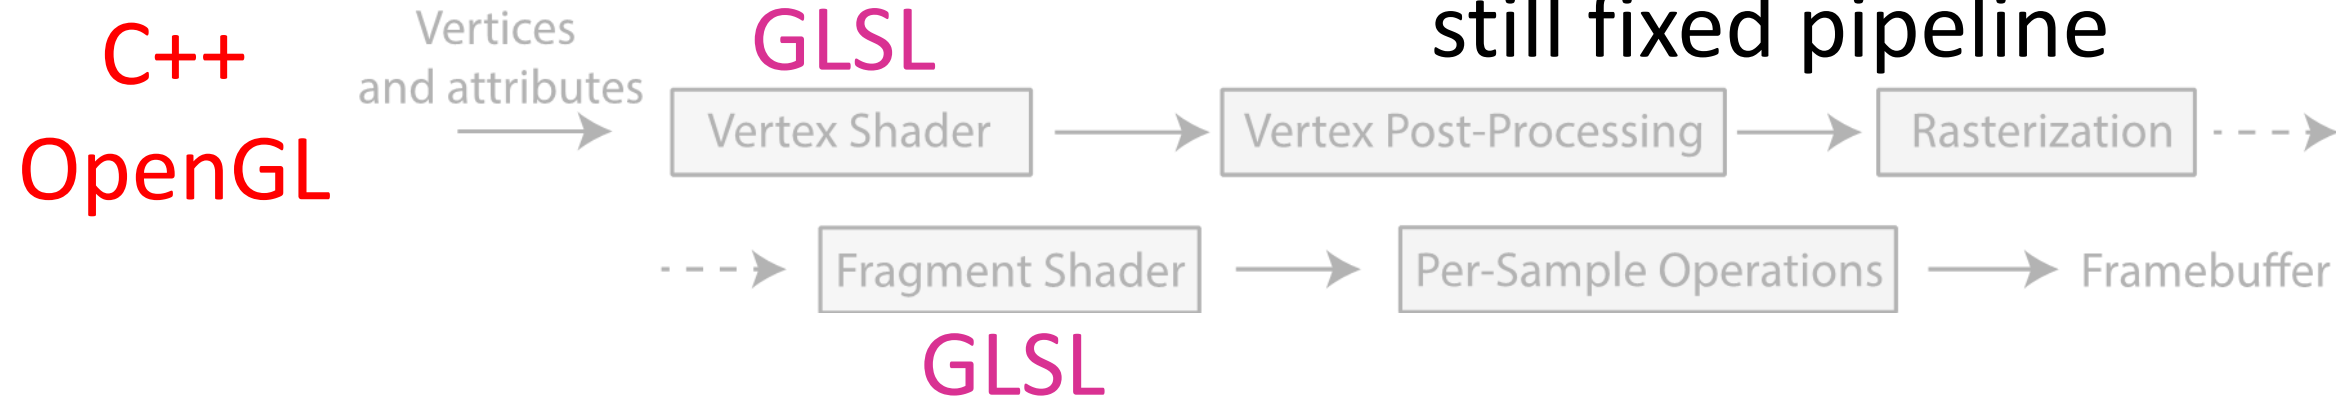 C++
OpenGL
Vertices
and attributes
GLSL
still fixed pipeline
Vertex Shader
Vertex Post-Processing
Rasterization
Fragment Shader
Per-Sample Operations
Framebuffer
GLSL